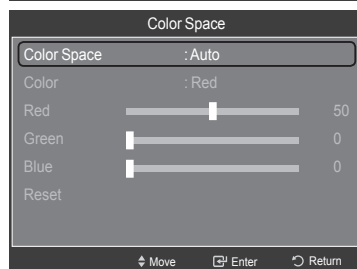 Color Space
Color Space : Auto
Color : Red
Red 50
Green 0
Blue 0
Reset
Move Enter Return